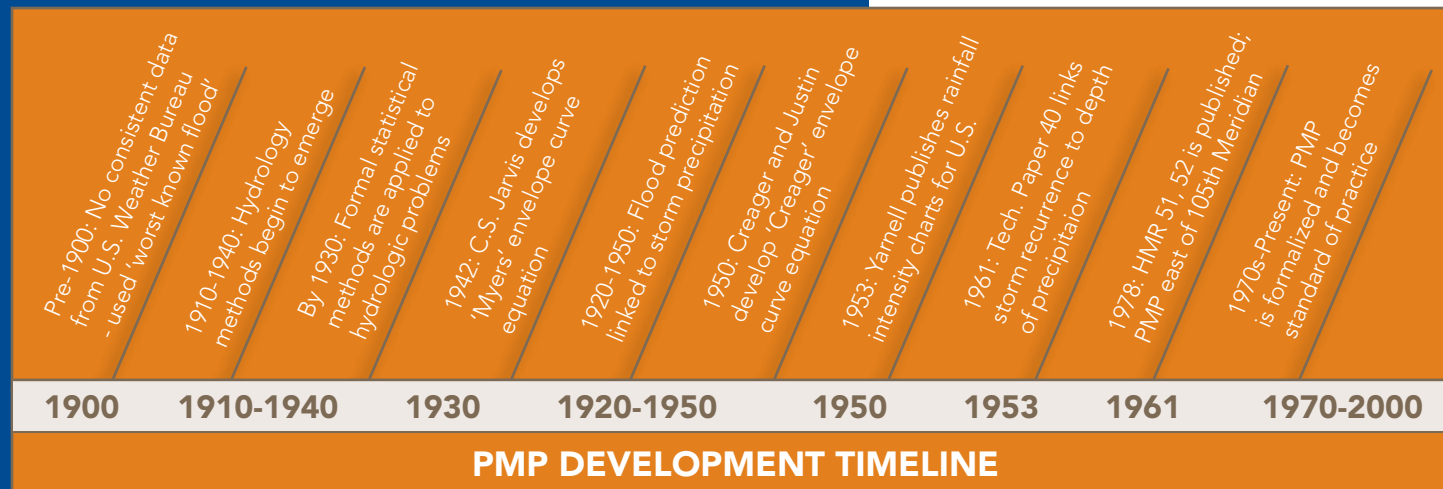 Pre-1900: No consistent data
from U.S. Weather Bureau
- used ‘worst known flood’
1910-1940: Hydrology
methods begin to emerge
By 1930: Formal statistical
methods are applied to
hydrologic problems
1942: C.S. Jarvis develops
‘Myers’ envelope curve
equation
1920-1950: Flood prediction
linked to storm precipitation
1950: Creager and Justin
develop ‘Creager’ envelope
curve equation
1953: Yarnell publishes rainfall
intensity charts for U.S.
1961: Tech. Paper 40 links
storm recurrence to depth
of precipitaion
1978: HMR 51, 52 is published;
PMP east of 105th Meridian
1970s-Present: PMP
is formalized and becomes
standard of practice
1900 1910-1940 1930 1920-1950 1950 1953 1961 1970-2000
PMP DEVELOPMENT TIMELINE